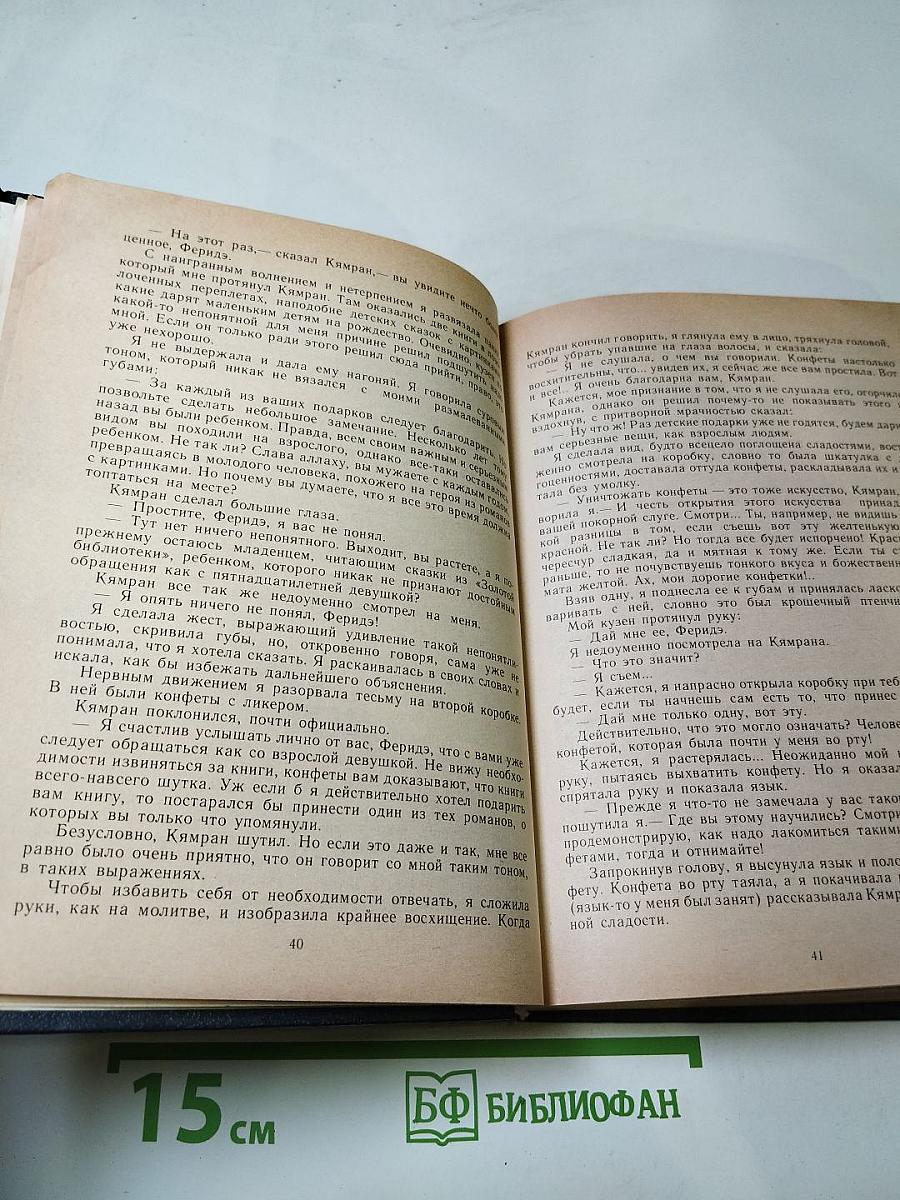 — На этот раз,— сказал Кямран,— вы увидите нечто
ценное, Феридэ.
С наигранным волнением и нетерпением я развязала
который мне протянул Кямран. Там оказались две книги в
лоченных переплетах, наподобие детских сказок с картинками,
какие дарят маленьким детям на рождество. Очевидно, кузен
какой-то непонятной для меня причине решил подшутить
мной. Если он только ради этого решил сюда прийти, право, это
уже нехорошо.
Я не выдержала и дала ему нагоняй. Я говорила суровым
тоном, который никак не вязался с моими размалеванными
губами:
— За каждый из ваших подарков следует благодарить. Но
позвольте сделать небольшое замечание. Несколько лет тому
назад вы были ребенком. Правда, всем своим важным и серьезным
видом вы походили на взрослого, однако все-таки оставались
ребенком. Не так ли? Слава аллаху, вы мужаете с каждым годом,
превращаясь в молодого человека, похожего на героя из романов
с картинками. Но почему вы думаете, что я все это время должна
топтаться на месте?
Кямран сделал большие глаза.
— Простите, Феридэ, я вас не понял.
— Тут нет ничего непонятного. Выходит, вы растете, а я по-
прежнему остаюсь младенцем, читающим сказки из «Золотой
библиотеки», ребенком, которого никак не признают достойным
обращения как с пятнадцатилетней девушкой?
Кямран все так же недоуменно смотрел на меня.
— Я опять ничего не понял, Феридэ!
Я сделала жест, выражающий удивление такой непонятли-
востью, скривила губы, но, откровенно говоря, сама уже не
понимала, что я хотела сказать. Я раскаивалась в своих словах и
искала, как бы избежать дальнейшего объяснения.
Нервным движением я разорвала тесьму на второй коробке.
В ней были конфеты с ликером.
Кямран поклонился, почти официально.
— Я счастлив услышать лично от вас, Феридэ, что с вами уже
следует обращаться как со взрослой девушкой. Не вижу необхо-
димости извиняться за книги, конфеты вам доказывают, что книги
всего-навсего шутка. Уж если б я действительно хотел подарить
вам книгу, то постарался бы принести один из тех романов, о
которых вы только что упомянули.
Безусловно, Кямран шутил. Но если это даже и так, мне все
равно было очень приятно, что он говорит со мной таким тоном,
в таких выражениях.
Чтобы избавить себя от необходимости отвечать, я сложила
руки, как на молитве, и изобразила крайнее восхищение. Когда
40
Кямран кончил говорить, я глянула ему в лицо, тряхнула головой,
чтобы убрать упавшие на глаза волосы, и сказала:
— Я не слушала, о чем вы говорили. Конфеты настолько
восхитительны, что... увидев их, я сейчас же все вам простила. Вот
и все!.. Я очень благодарна вам, Кямран.
Кажется, мое признание в том, что я не слушала его, огорчило
Кямрана, однако он решил почему-то не показывать этого
вздохнув, с притворной мрачностью сказал:
— Ну что ж! Раз детские подарки уже не годятся, будем
вам серьезные вещи, как взрослым людям.
Я сделала вид, будто всецело поглощена сладостями,
женно смотрела на коробку, словно то была шкатулка с
гоценностями, доставала оттуда конфеты, раскладывала их и
тала без умолку.
— Уничтожать конфеты — это тоже искусство, Кямран,
ворила я.— И честь открытия этого искусства
вашей покорной слуге. Смотри... Ты, например, не видишь
кой разницы в том, если съешь вот эту желтенькую
красной. Не так ли? Но тогда все будет испорчено!
чересчур сладкая, да и мятная к тому же. Если ты
раньше, то не почувствуешь тонкого вкуса и божественного
мата желтой. Ах, мои дорогие конфетки!..
Взяв одну, я поднесла ее к губам и принялась
варивать с ней, словно это был крошечный
Мой кузен протянул руку:
— Дай мне ее, Феридэ.
Я недоуменно посмотрела на Кямрана.
— Что это значит?
— Я съем...
— Кажется, я напрасно открыла коробку при
будет, если ты начнешь сам есть то, что принес
— Дай мне только одну, вот эту.
Действительно, что это могло означать?
конфетой, которая была почти у меня во рту!
Кажется, я растерялась... Неожиданно мой
руку, пытаясь выхватить конфету. Но я
спрятала руку и показала язык.
— Прежде я что-то не замечала у вас
пошутила я.— Где вы этому научились?
продемонстрирую, как надо лакомиться
фетами, тогда и отнимайте!
Запрокинув голову, я высунула язык и
фету. Конфета во рту таяла, а я покачивала
(язык-то у меня был занят) рассказывала
ной сладости.
41
15 см
БФ БИБЛИОФАН